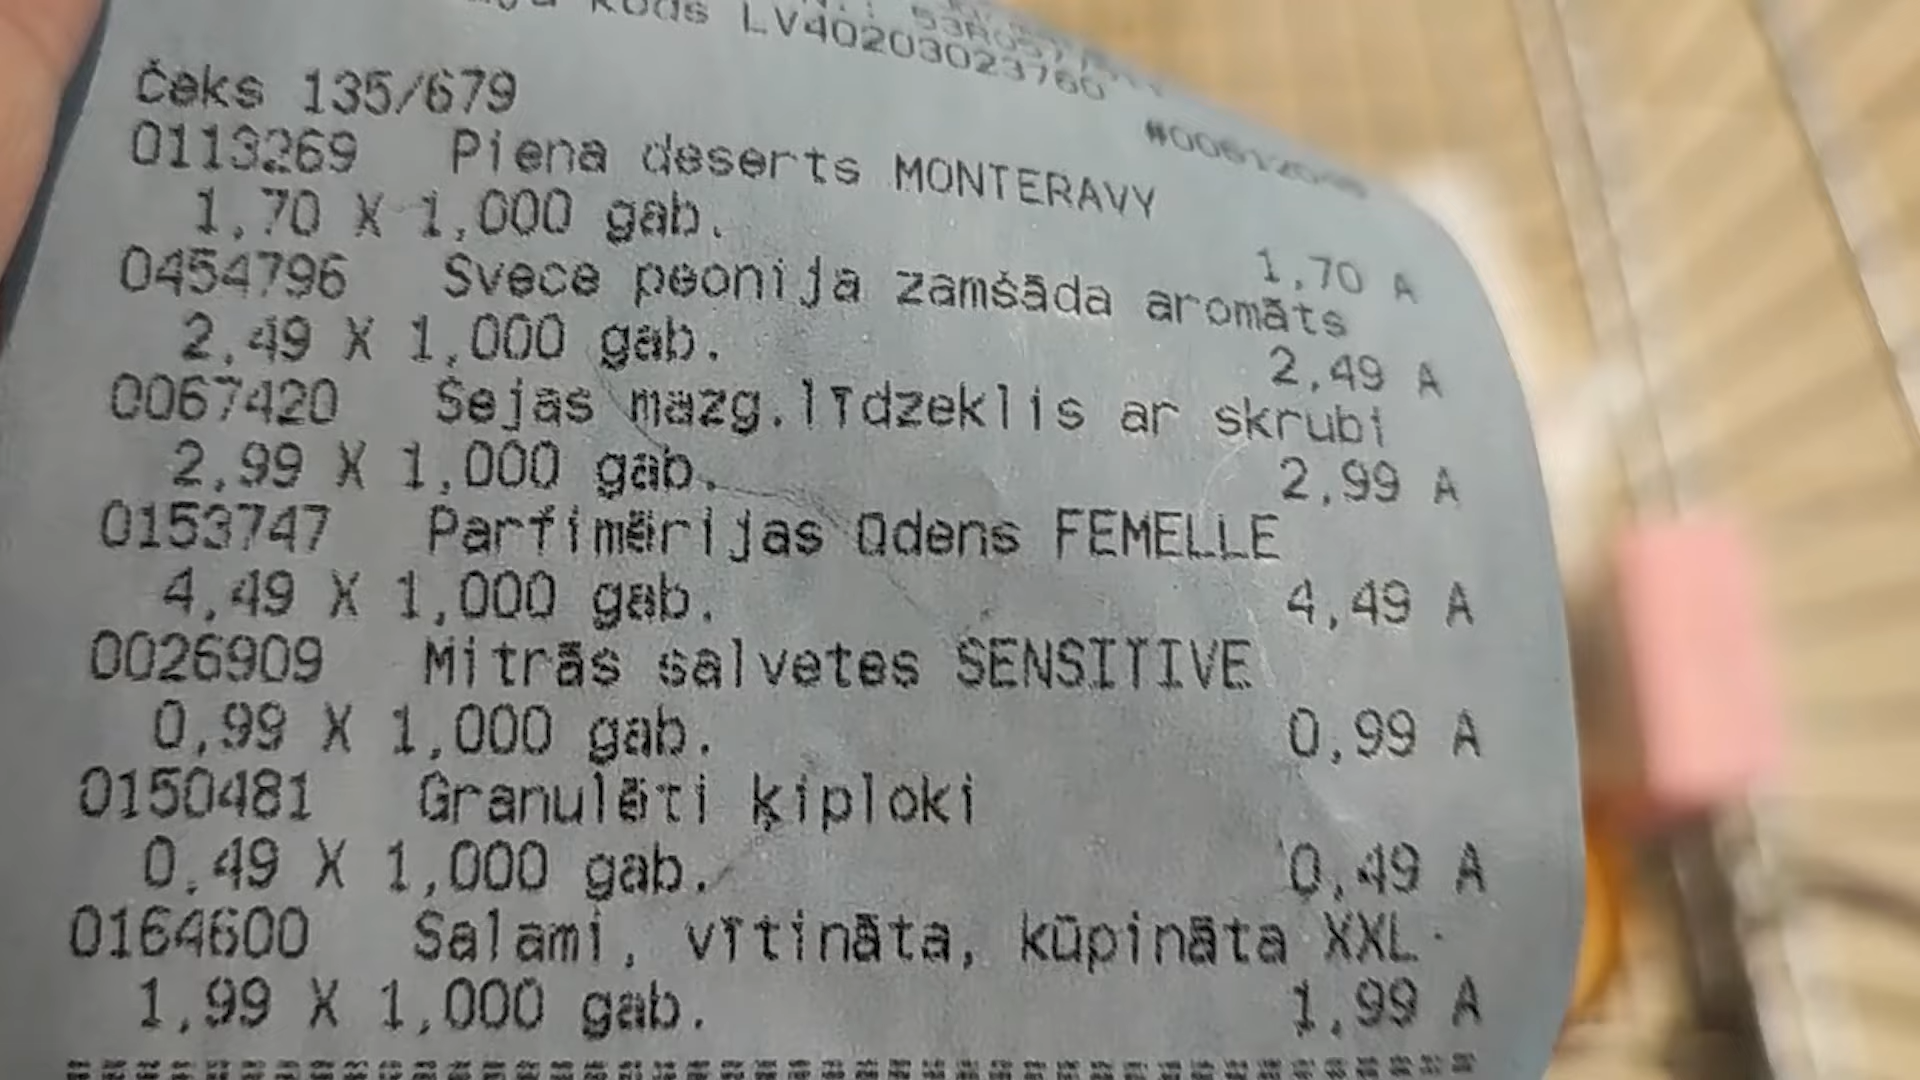 kods LV40203023760
Čeks 135/679
0113269 Piena deserts MONTERAVY
1,70 X 1,000 gab. 1,70 A
0454796 Svece peonija zamšāda aromāts
2,49 X 1,000 gab. 2,49 A
0067420 Sejas mazg.līdzeklis ar skrubi
2,99 X 1,000 gab. 2,99 A
0153747 Parfimērijas ūdens FEMELLE
4,49 X 1,000 gab. 4,49 A
0026909 Mitrās salvetes SENSITIVE
0,99 X 1,000 gab. 0,99 A
0150481 Granulēti ķiploki
0,49 X 1,000 gab. 0,49 A
0164600 Salami, vītināta, kūpināta XXL
1,99 X 1,000 gab. 1,99 A